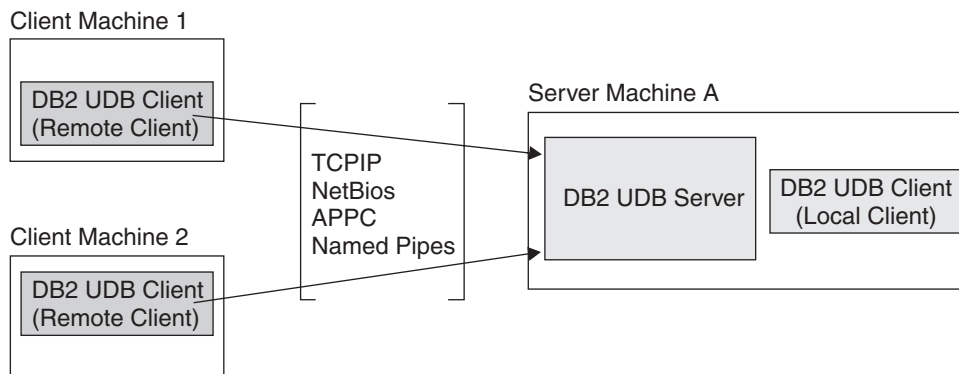 Client Machine 1
DB2 UDB Client
(Remote Client)
Client Machine 2
DB2 UDB Client
(Remote Client)
TCPIP
NetBios
APPC
Named Pipes
Server Machine A
DB2 UDB Server
DB2 UDB Client
(Local Client)